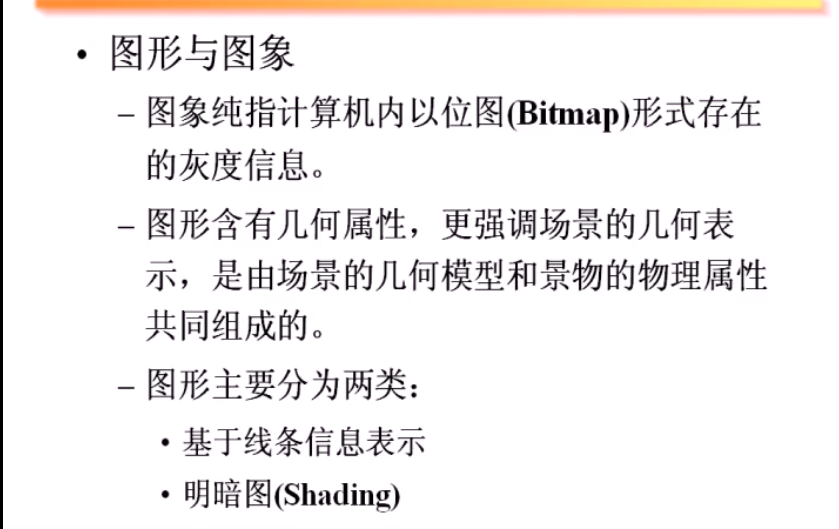 • 图形与图象
– 图象纯指计算机内以位图(Bitmap)形式存在
的灰度信息。
– 图形含有几何属性，更强调场景的几何表
示，是由场景的几何模型和景物的物理属性
共同组成的。
– 图形主要分为两类：
• 基于线条信息表示
• 明暗图(Shading)